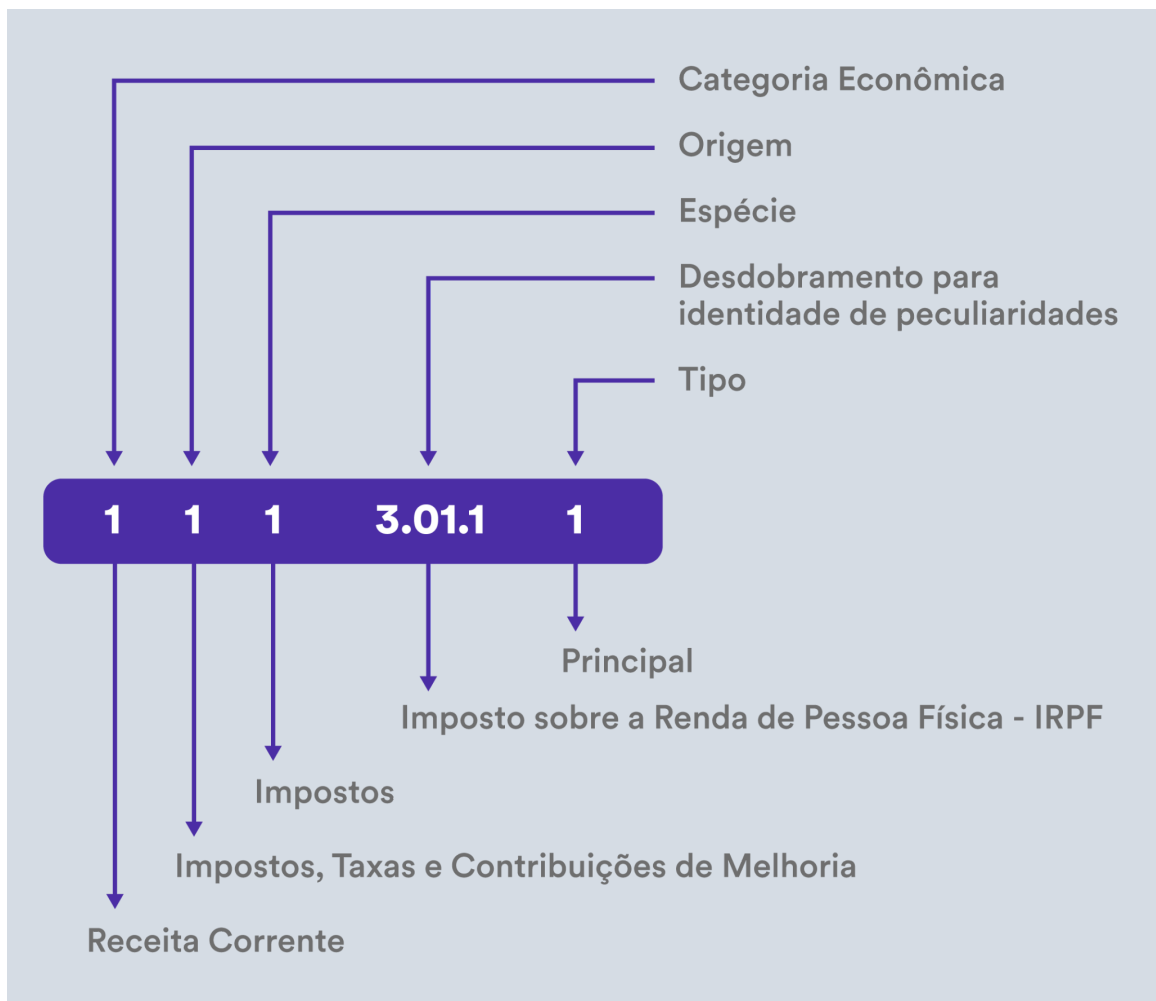 Categoria Econômica
Origem
Espécie
Desdobramento para
identidade de peculiaridades
Tipo
1 1 1 3.01.1 1
Principal
Imposto sobre a Renda de Pessoa Física - IRPF
Impostos
Impostos, Taxas e Contribuições de Melhoria
Receita Corrente